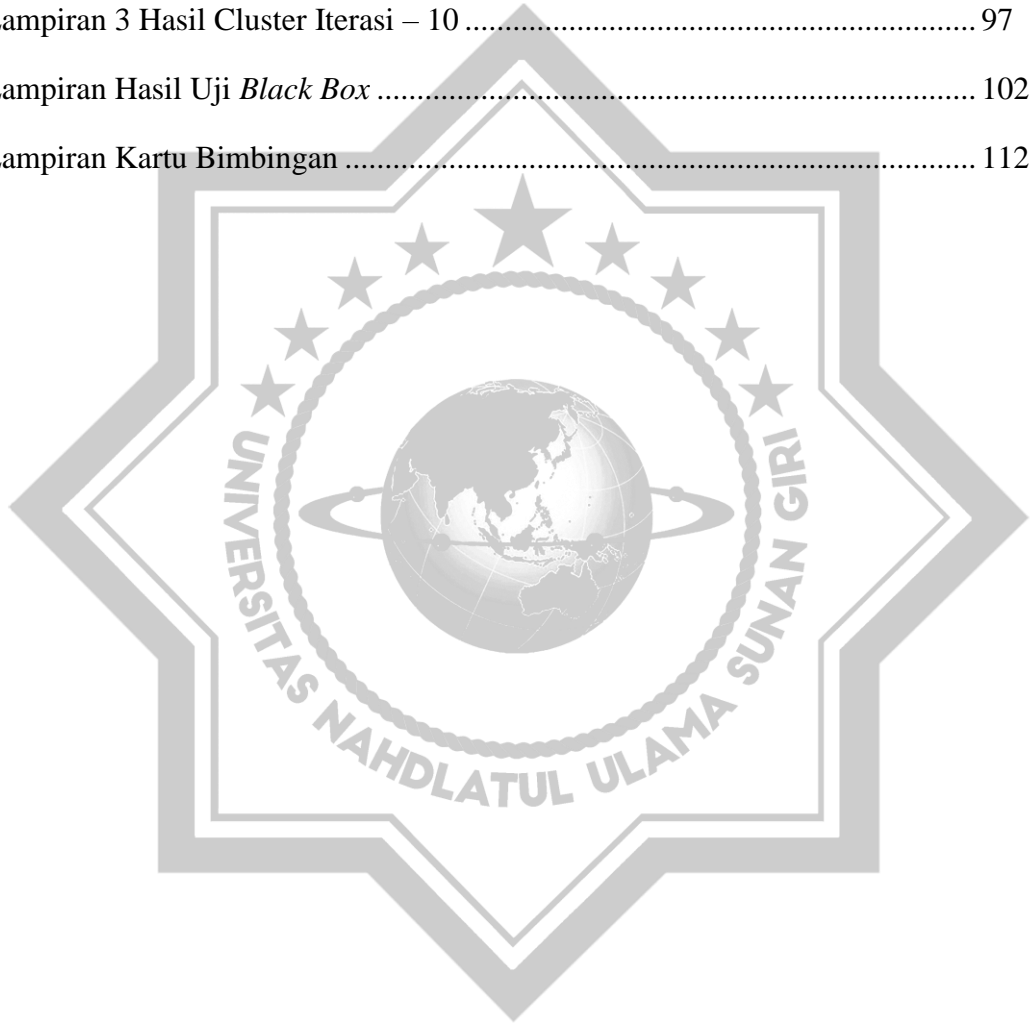 ampiran 3 Hasil Cluster Iterasi – 10 ................................................................ 97
ampiran Hasil Uji Black Box ........................................................................... 102
ampiran Kartu Bimbingan ............................................................................... 112
UNIVERSITAS NAHDLATUL ULAMA SUNAN GIRI